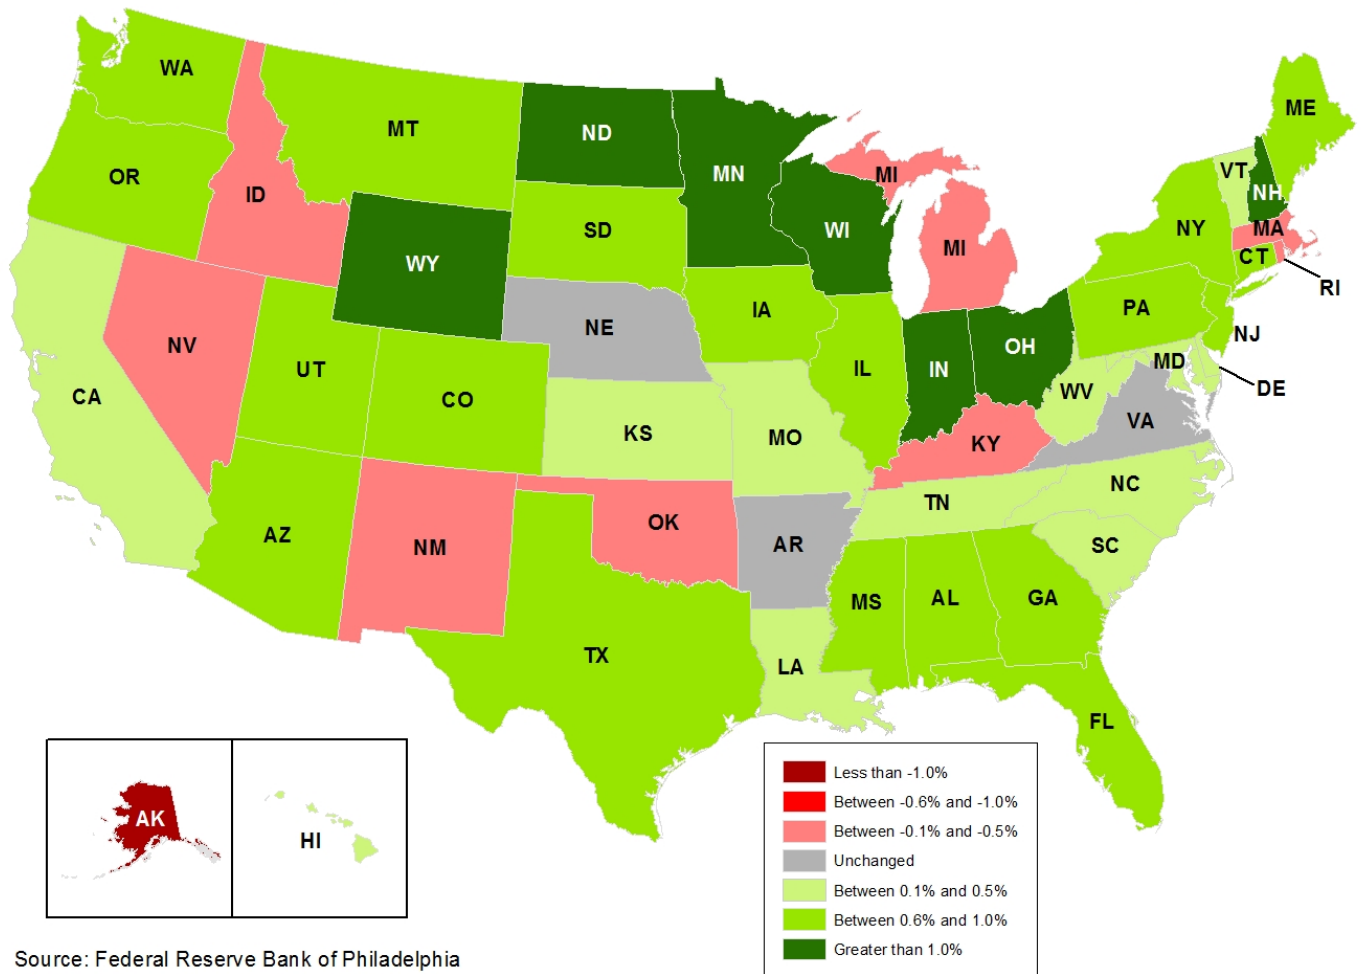 WA
MT
ND
MN
ME
OR
ID
SD
WI
MI
MI
VT
NH
NY
MA
CT
RI
WY
IA
PA
NJ
NV
UT
CO
NE
IL
IN
OH
MD
DE
CA
KS
MO
WV
VA
KY
AZ
NM
OK
AR
TN
NC
SC
TX
LA
MS
AL
GA
FL
AK
HI
Less than -1.0%
Between -0.6% and -1.0%
Between -0.1% and -0.5%
Unchanged
Between 0.1% and 0.5%
Between 0.6% and 1.0%
Greater than 1.0%
Source: Federal Reserve Bank of Philadelphia